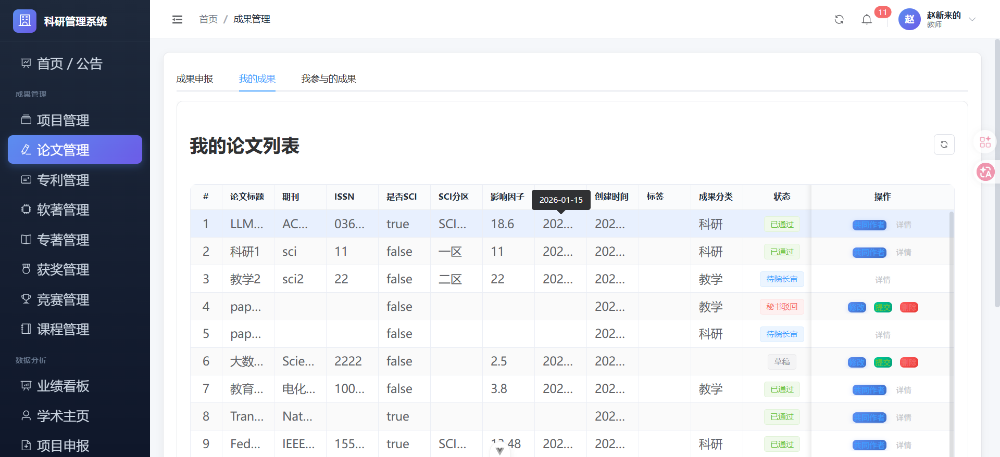 科研管理系统
首页 / 公告
成果管理
项目管理
论文管理
专利管理
软著管理
专著管理
获奖管理
竞赛管理
课程管理
数据分析
业绩看板
学术主页
项目申报
首页 / 成果管理
11
赵
赵新来的
教师
成果申报 我的成果 我参与的成果
我的论文列表
# 论文标题 期刊 ISSN 是否SCI SCI分区 影响因子 2026-01-15 创建时间 标签 成果分类 状态 操作
1 LLM... AC... 036... true SCI... 18.6 202... 202... 科研 已通过 共同作者 详情
2 科研1 sci 11 false 一区 11 202... 202... 科研 已通过 共同作者 详情
3 教学2 sci2 22 false 二区 22 202... 202... 教学 待院长审 详情
4 pap... false 202... 教学 秘书驳回 修改 提交 删除
5 pap... false 202... 科研 待院长审 详情
6 大数... Scie... 2222 false 2.5 202... 202... 草稿 修改 提交 删除
7 教育... 电化... 100... false 3.8 202... 202... 教学 已通过 共同作者 详情
8 Tran... Nat... true 202... 已通过 共同作者 详情
9 Fed... IEEE... 155... true SCI... 48 202... 202... 科研 已通过 共同作者 详情